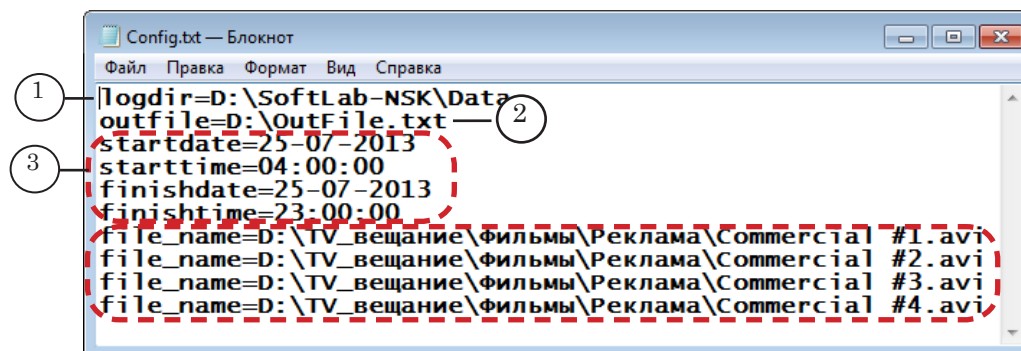 Config.txt — Блокнот
Файл Правка Формат Вид Справка
1
logdir=D:\SoftLab-NSK\Data
outfile=D:\OutFile.txt
2
3
startdate=25-07-2013
starttime=04:00:00
finishdate=25-07-2013
finishtime=23:00:00
file_name=D:\TV_вещание\Фильмы\Реклама\Commercial #1.avi
file_name=D:\TV_вещание\Фильмы\Реклама\Commercial #2.avi
file_name=D:\TV_вещание\Фильмы\Реклама\Commercial #3.avi
file_name=D:\TV_вещание\Фильмы\Реклама\Commercial #4.avi